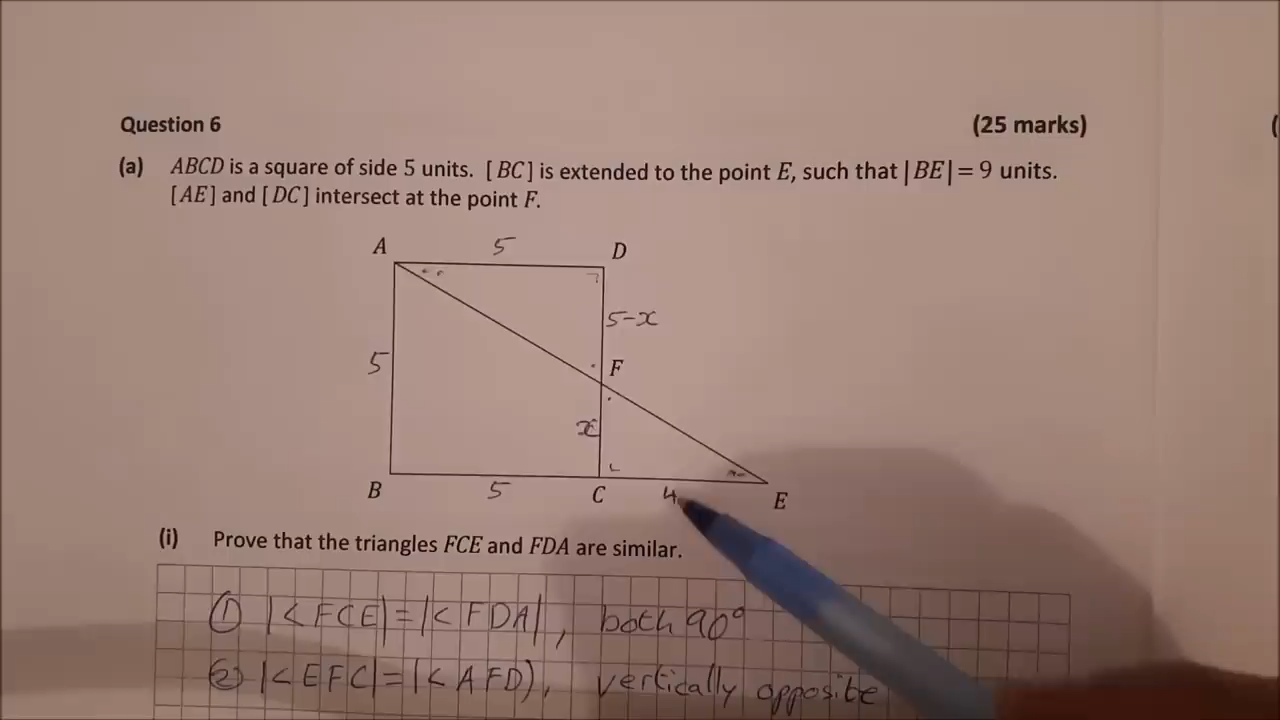 Question 6 (25 marks)
(a) ABCD is a square of side 5 units. [BC] is extended to the point E, such that |BE| = 9 units.
[AE] and [DC] intersect at the point F.
A 5 D
5-x
5 F
x
B 5 C 4 E
(i) Prove that the triangles FCE and FDA are similar.
① |<FCE|=|<FDA|, both 90°
② |<EFC|=|<AFD), vertically opposite